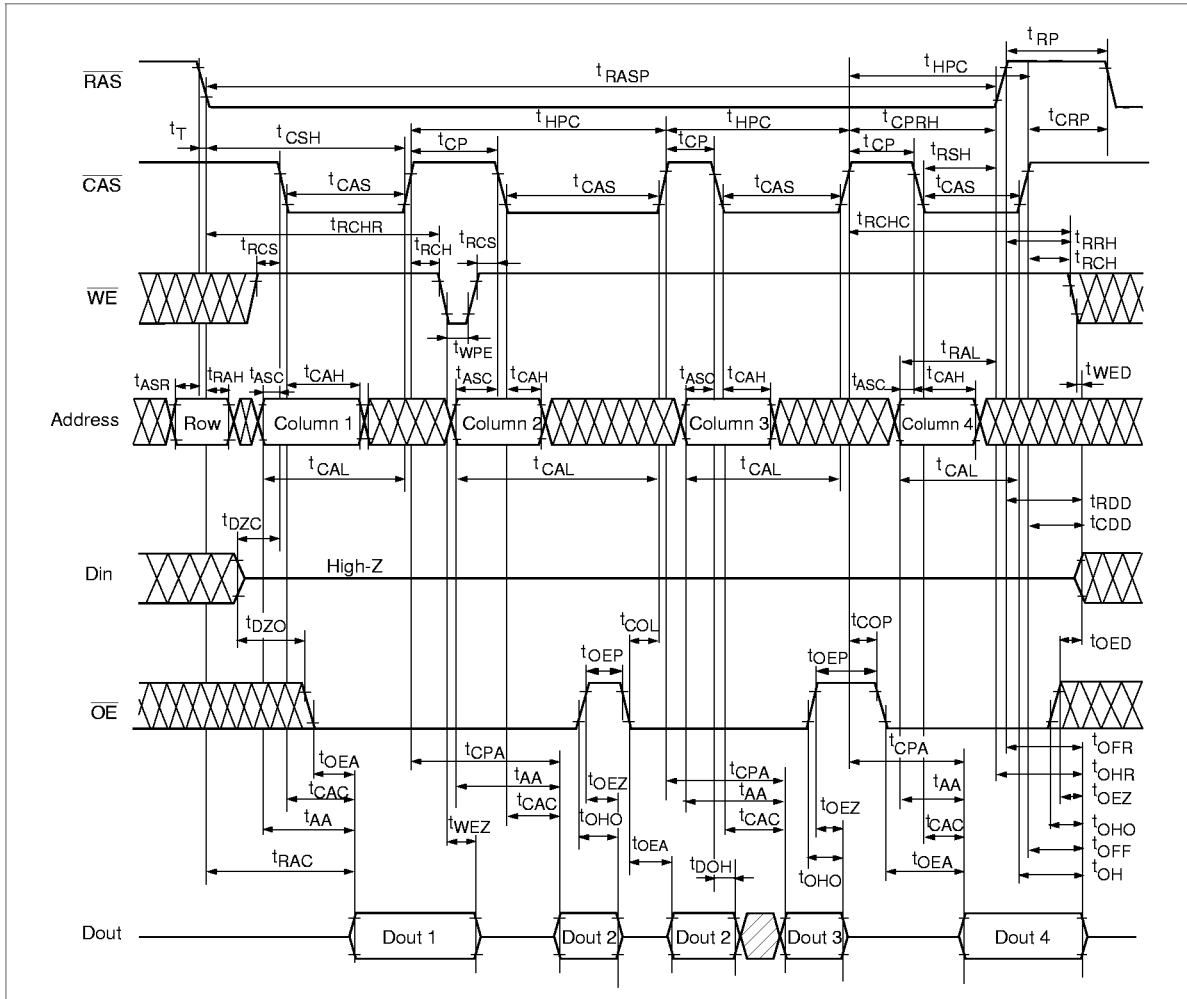 tRP
tHPC
RAS
tRASP
tHPC tHPC tCPRH tCRP
tT tCSH
tCP tCP tCP tRSH
CAS
tCAS tCAS tCAS tCAS
tRCHR tRCHC
tRCS tRCH tRCS tRRH
tRCH
WE
tWPE tRAL
tASR tRAH tASC tCAH tASC tCAH tASC tCAH tASC tCAH tWED
Address Row Column 1 Column 2 Column 3 Column 4
tCAL tCAL tCAL tCAL
tRDD
tDZC tCDD
Din High-Z
tDZO tCOL tCOP tOED
tOEP tOEP
OE
tOEA tCPA tCPA tCPA tOFR
tCAC tAA tOEZ tAA tOEZ tAA tOHR
tAA tCAC tOHO tCAC tCAC tOEZ
tWEZ tOEA tDOH tOHO tOEA tOHO
tRAC tOFF
tOH
Dout Dout 1 Dout 2 Dout 2 Dout 3 Dout 4